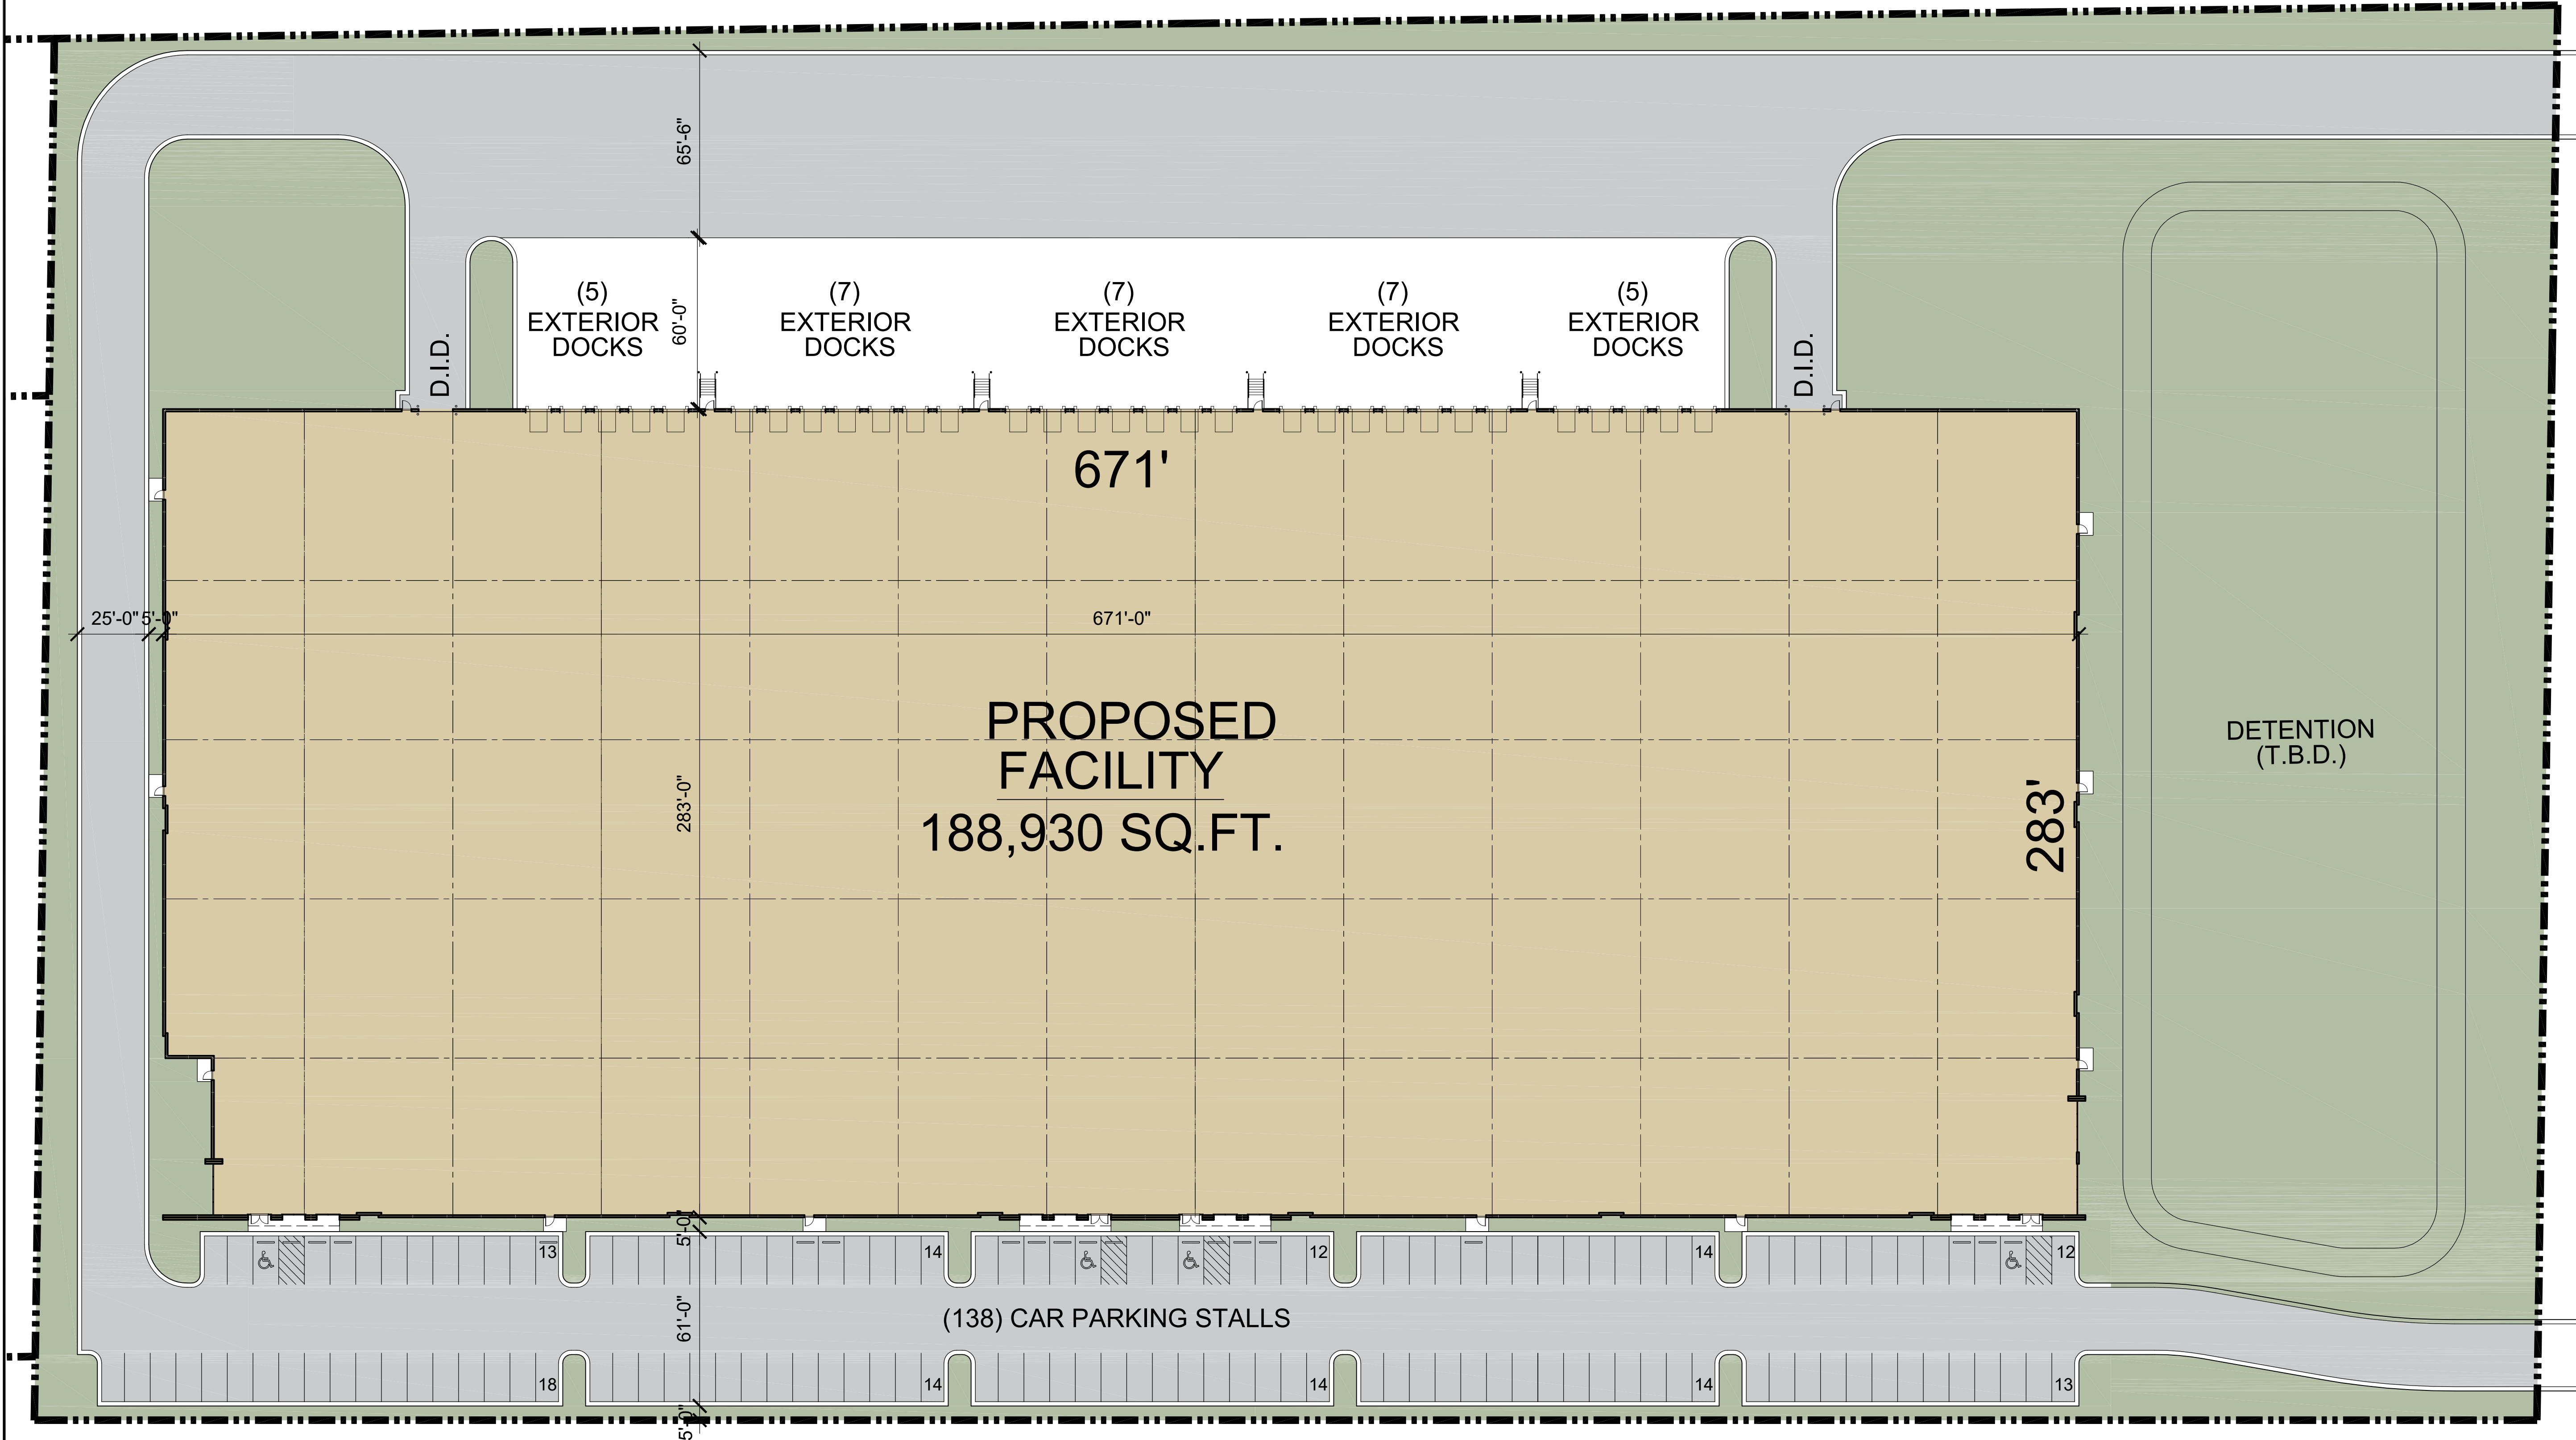 65'-6"
(5)
EXTERIOR
DOCKS
60'-0"
(7)
EXTERIOR
DOCKS
(7)
EXTERIOR
DOCKS
(7)
EXTERIOR
DOCKS
(5)
EXTERIOR
DOCKS
D.I.D.
D.I.D.
671'
25'-0"
5'-0"
671'-0"
PROPOSED
FACILITY
188,930 SQ.FT.
283'-0"
283'
DETENTION
(T.B.D.)
5'-0"
13
14
12
14
12
61'-0"
(138) CAR PARKING STALLS
18
14
14
14
13
5'-0"